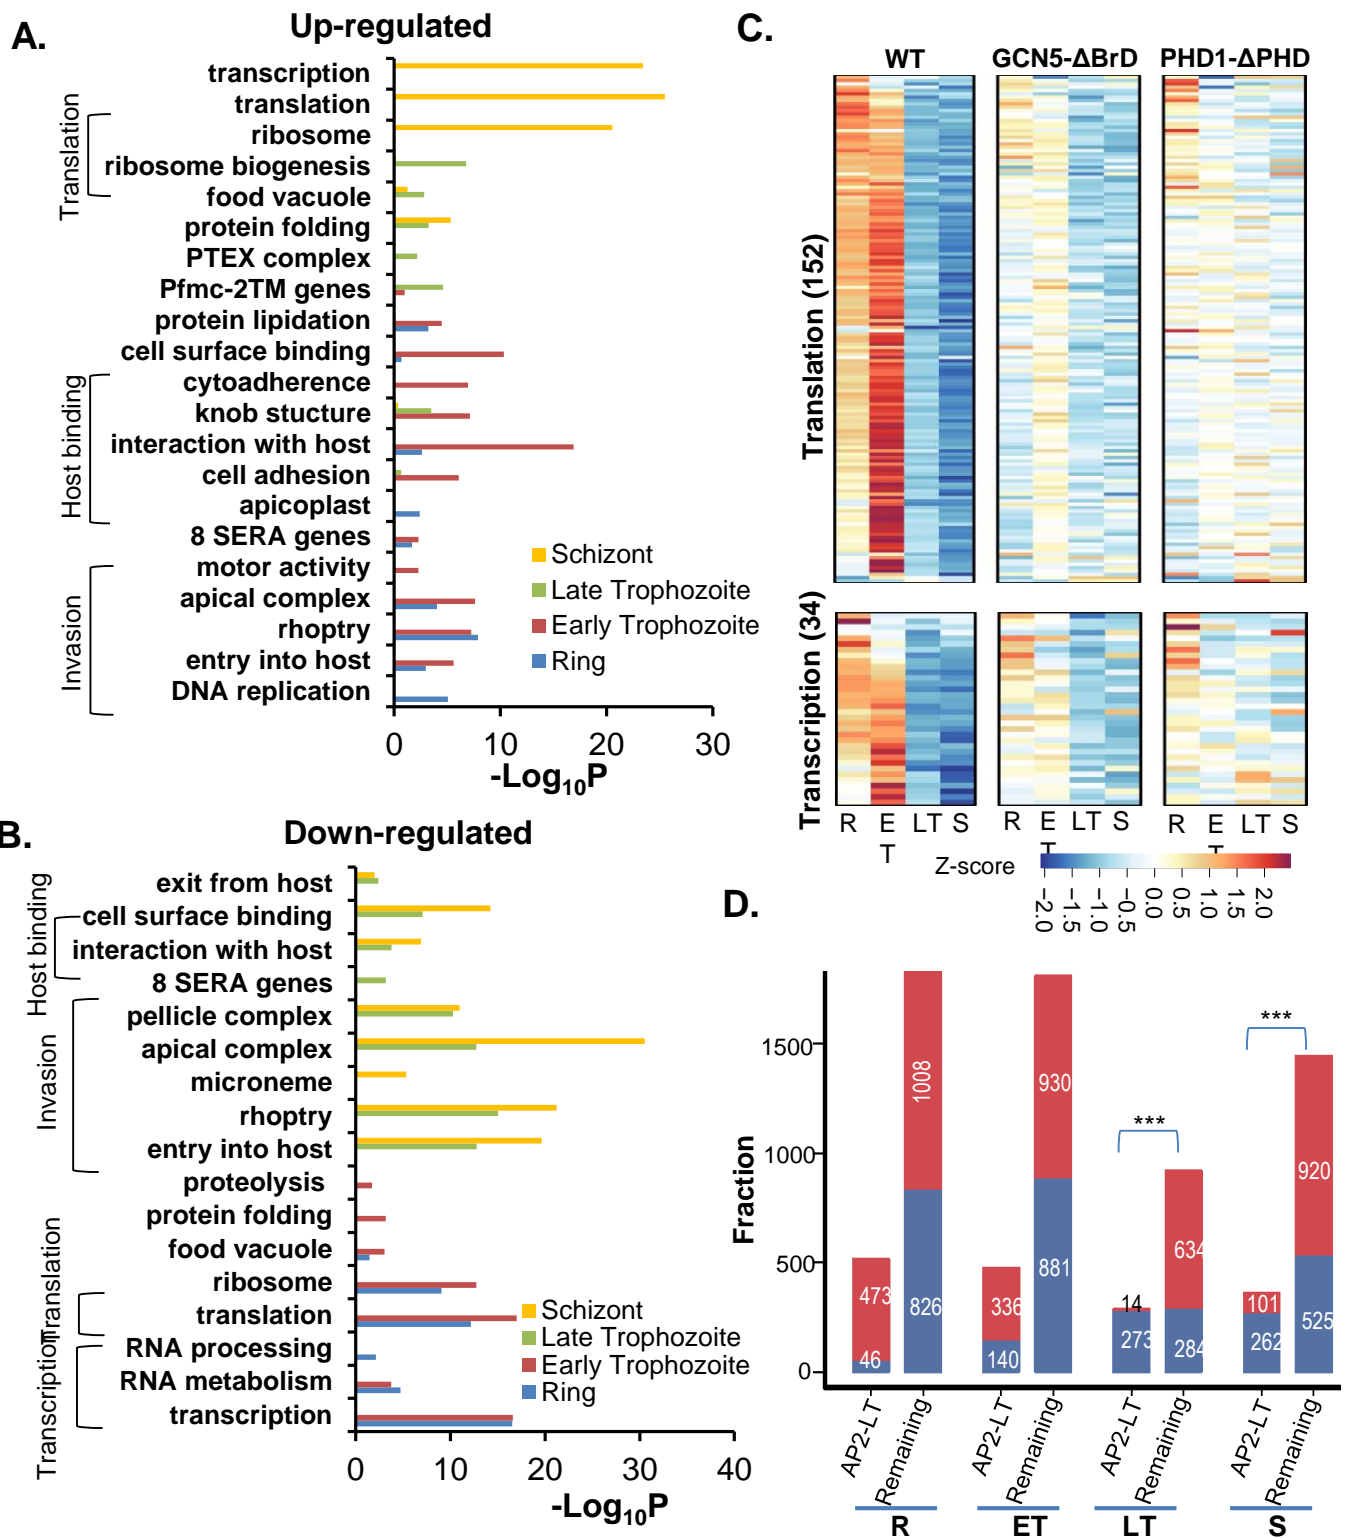 A.
Up-regulated
transcription
translation
ribosome
ribosome biogenesis
food vacuole
protein folding
PTEX complex
Pfmc-2TM genes
protein lipidation
cell surface binding
cytoadherence
knob stucture
interaction with host
cell adhesion
apicoplast
8 SERA genes
motor activity
apical complex
rhoptry
entry into host
DNA replication
Translation
Host binding
Invasion
Schizont
Late Trophozoite
Early Trophozoite
Ring
0 10 20 30
-Log10P
B.
Down-regulated
exit from host
cell surface binding
interaction with host
8 SERA genes
pellicle complex
apical complex
microneme
rhoptry
entry into host
proteolysis
protein folding
food vacuole
ribosome
translation
RNA processing
RNA metabolism
transcription
Host binding
Invasion
Translation
Transcription
Schizont
Late Trophozoite
Early Trophozoite
Ring
0 10 20 30 40
-Log10P
C.
WT GCN5-ΔBrD PHD1-ΔPHD
Translation (152)
Transcription (34)
R ET LT S R ET LT S R ET LT S
Z-score
-2.0 -1.5 -1.0 -0.5 0.0 0.5 1.0 1.5 2.0
D.
Fraction
1500
1000
500
0
473
46
1008
826
336
140
930
881
14
273
634
284
101
262
920
525
***
***
AP2-LT Remaining AP2-LT Remaining AP2-LT Remaining AP2-LT Remaining
R ET LT S